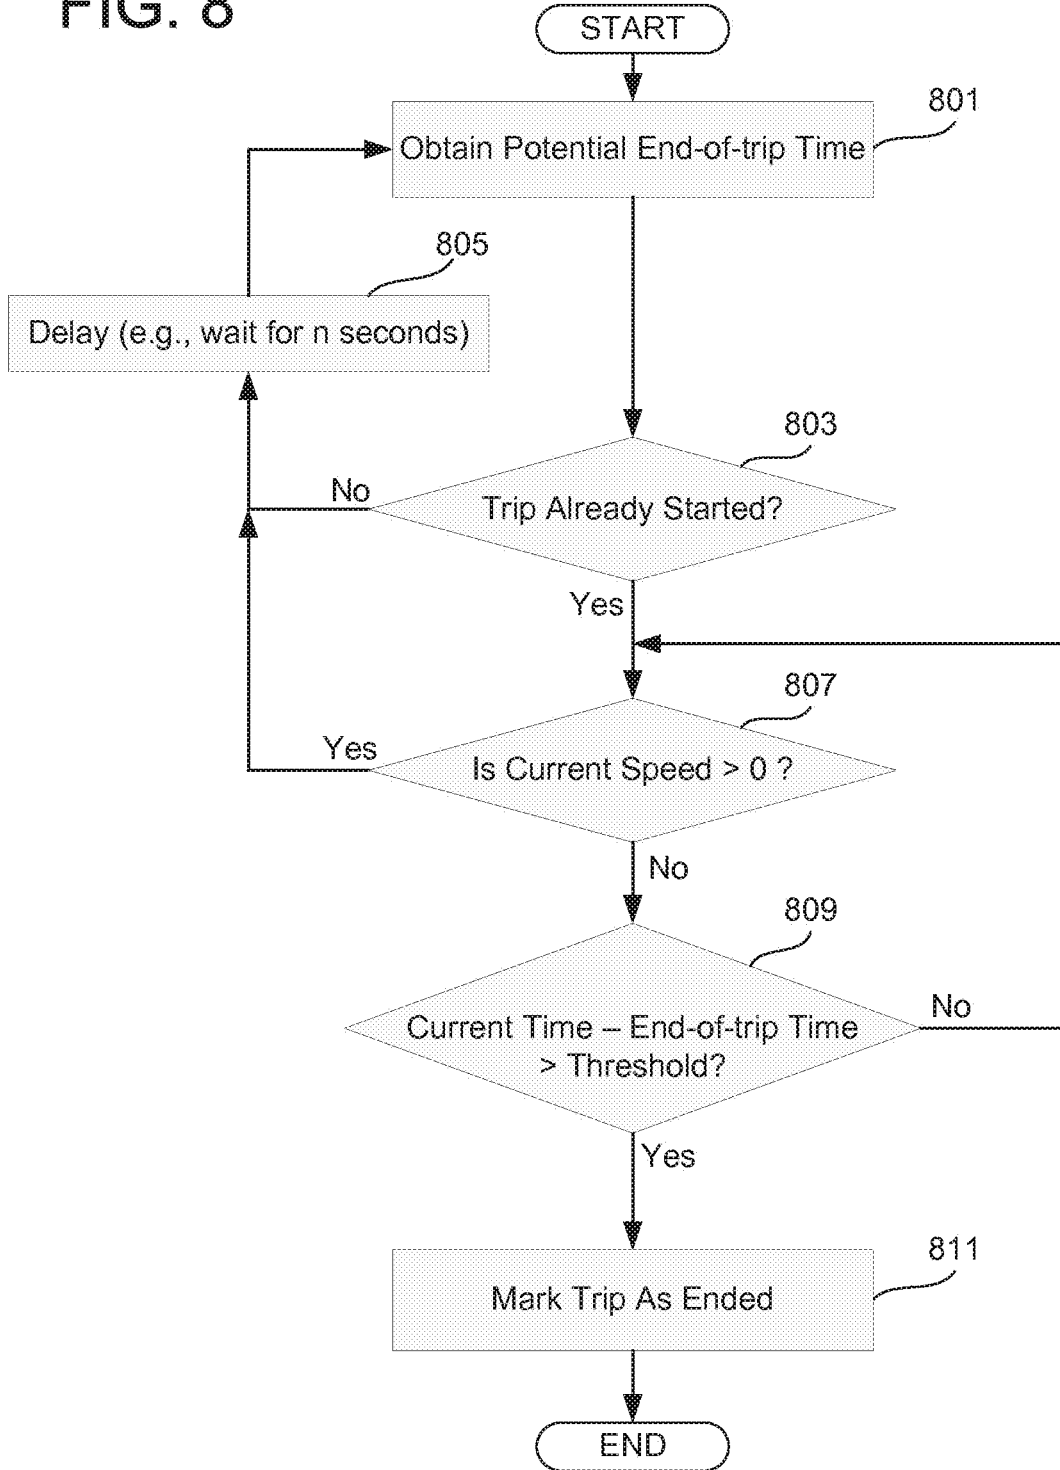 FIG. 8
START
801
Obtain Potential End-of-trip Time
805
Delay (e.g., wait for n seconds)
803
No
Trip Already Started?
Yes
807
Yes
Is Current Speed > 0 ?
No
809
No
Current Time – End-of-trip Time
> Threshold?
Yes
811
Mark Trip As Ended
END